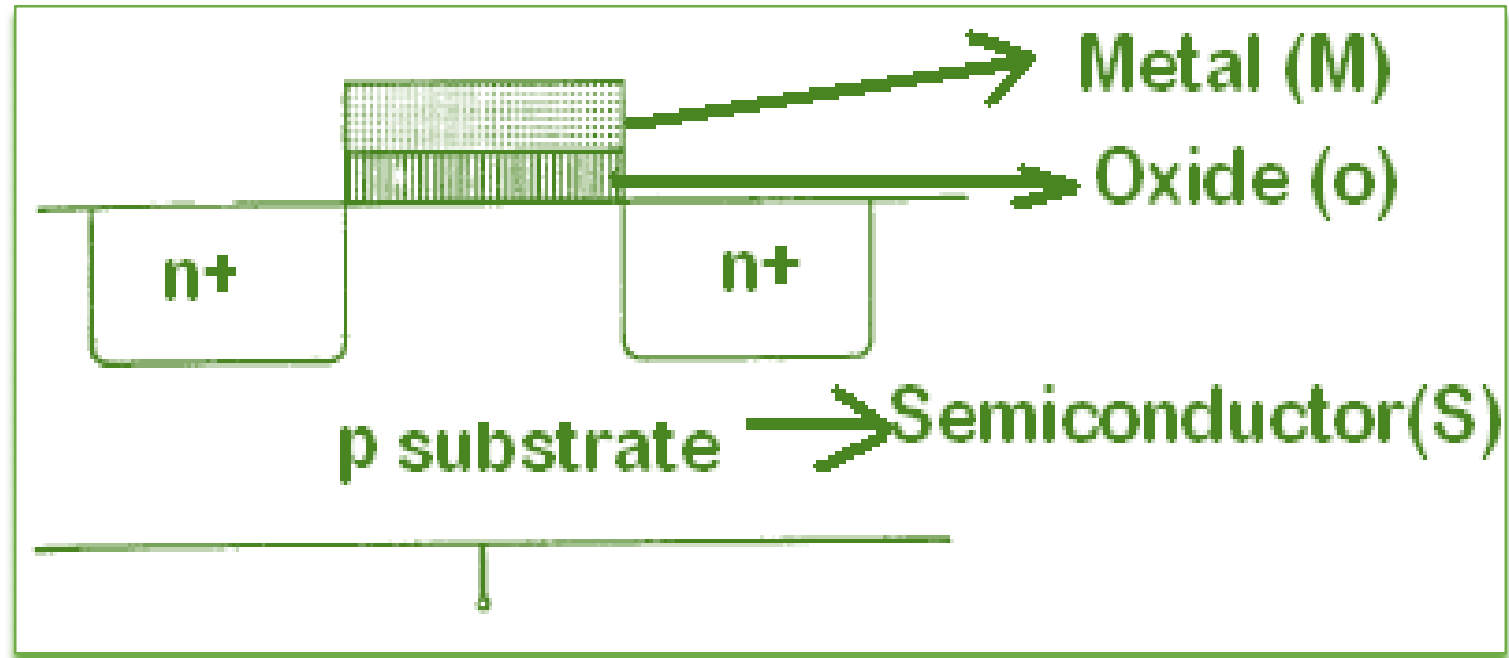 Metal (M)
Oxide (o)
n+
n+
p substrate
Semiconductor(S)